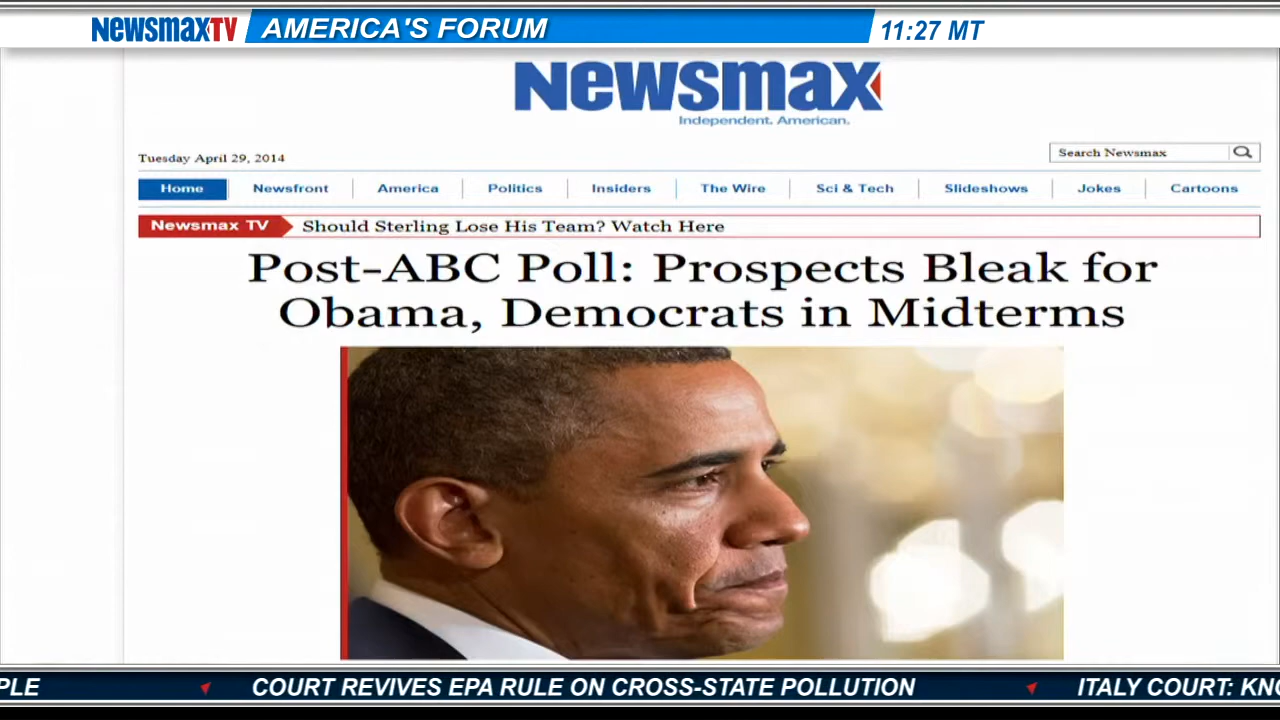 NEWSMAXTV AMERICA'S FORUM 11:27 MT
Newsmax
Independent. American.
Tuesday April 29, 2014
Search Newsmax
Home Newsfront America Politics Insiders The Wire Sci & Tech Slideshows Jokes Cartoons
Newsmax TV Should Sterling Lose His Team? Watch Here
Post-ABC Poll: Prospects Bleak for
Obama, Democrats in Midterms
COURT REVIVES EPA RULE ON CROSS-STATE POLLUTION ITALY COURT: